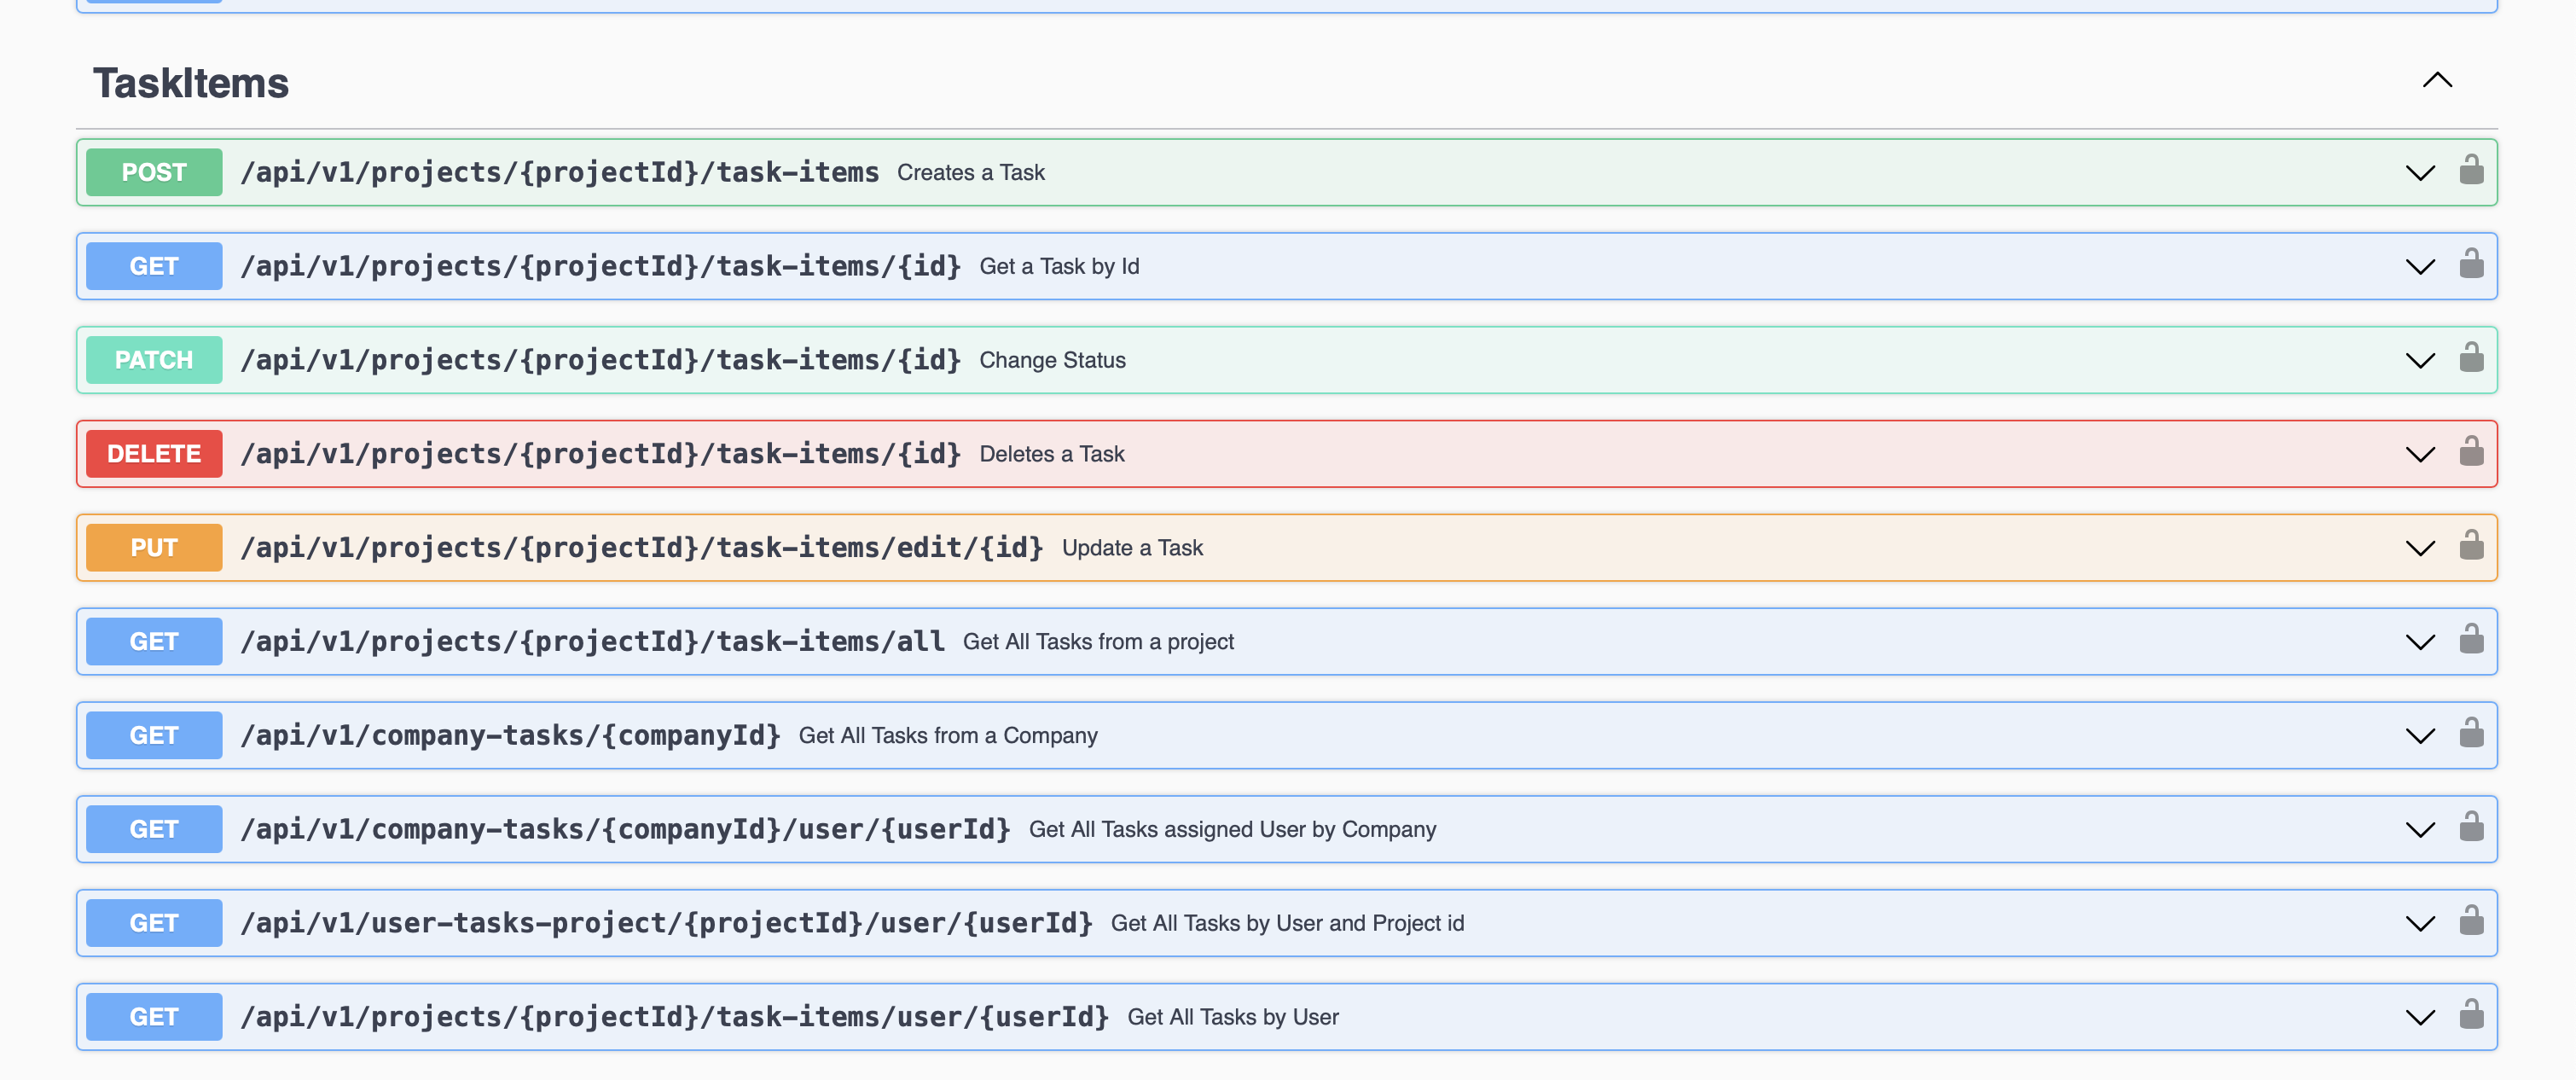 TaskItems
POST /api/v1/projects/{projectId}/task-items Creates a Task
GET /api/v1/projects/{projectId}/task-items/{id} Get a Task by Id
PATCH /api/v1/projects/{projectId}/task-items/{id} Change Status
DELETE /api/v1/projects/{projectId}/task-items/{id} Deletes a Task
PUT /api/v1/projects/{projectId}/task-items/edit/{id} Update a Task
GET /api/v1/projects/{projectId}/task-items/all Get All Tasks from a project
GET /api/v1/company-tasks/{companyId} Get All Tasks from a Company
GET /api/v1/company-tasks/{companyId}/user/{userId} Get All Tasks assigned User by Company
GET /api/v1/user-tasks-project/{projectId}/user/{userId} Get All Tasks by User and Project id
GET /api/v1/projects/{projectId}/task-items/user/{userId} Get All Tasks by User